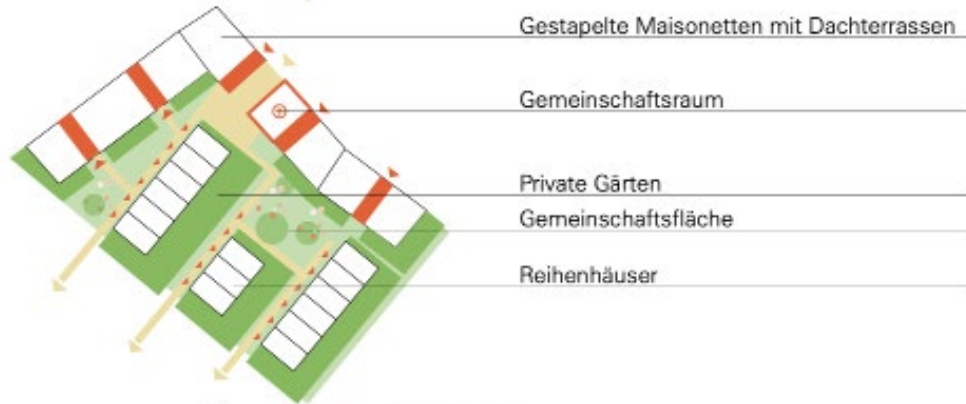 Gestapelte Maisonetten mit Dachterrassen
Gemeinschaftsraum
Private Gärten
Gemeinschaftsfläche
Reihenhäuser